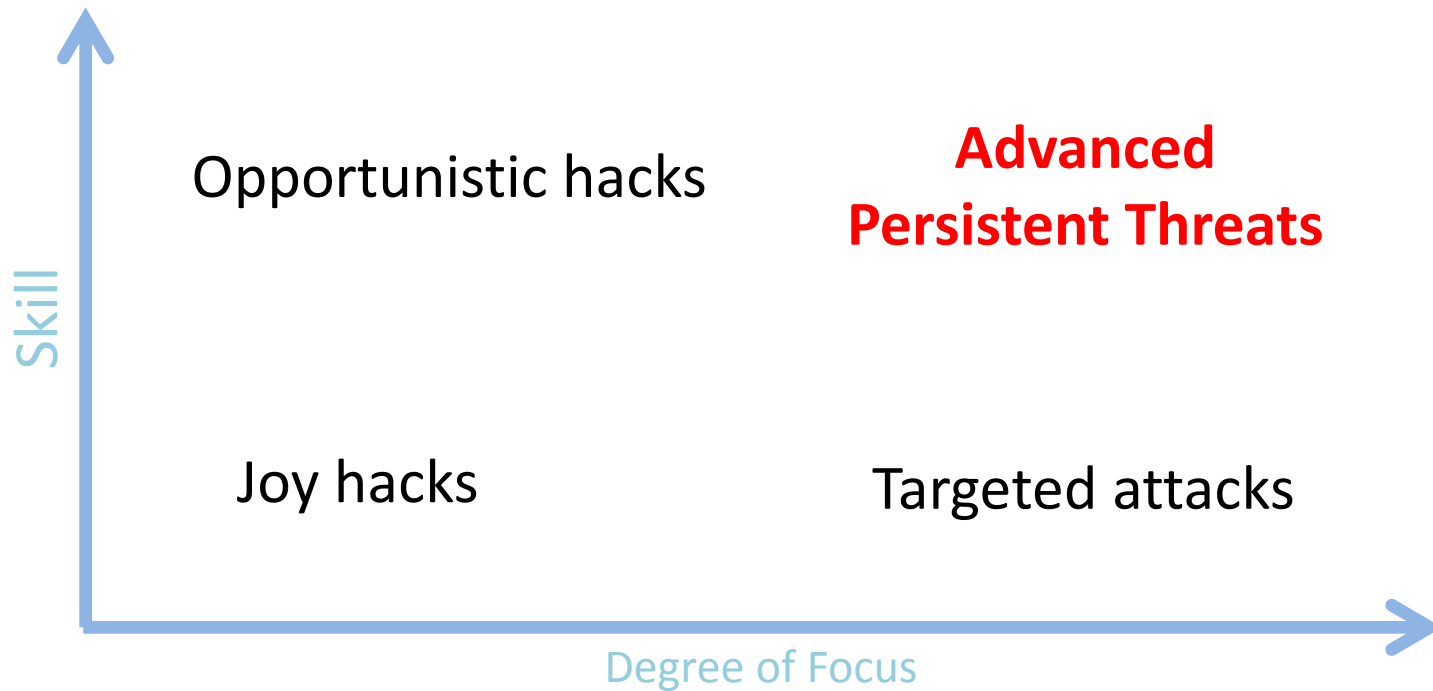 Opportunistic hacks
Advanced
Persistent Threats
Skill
Joy hacks
Targeted attacks
Degree of Focus